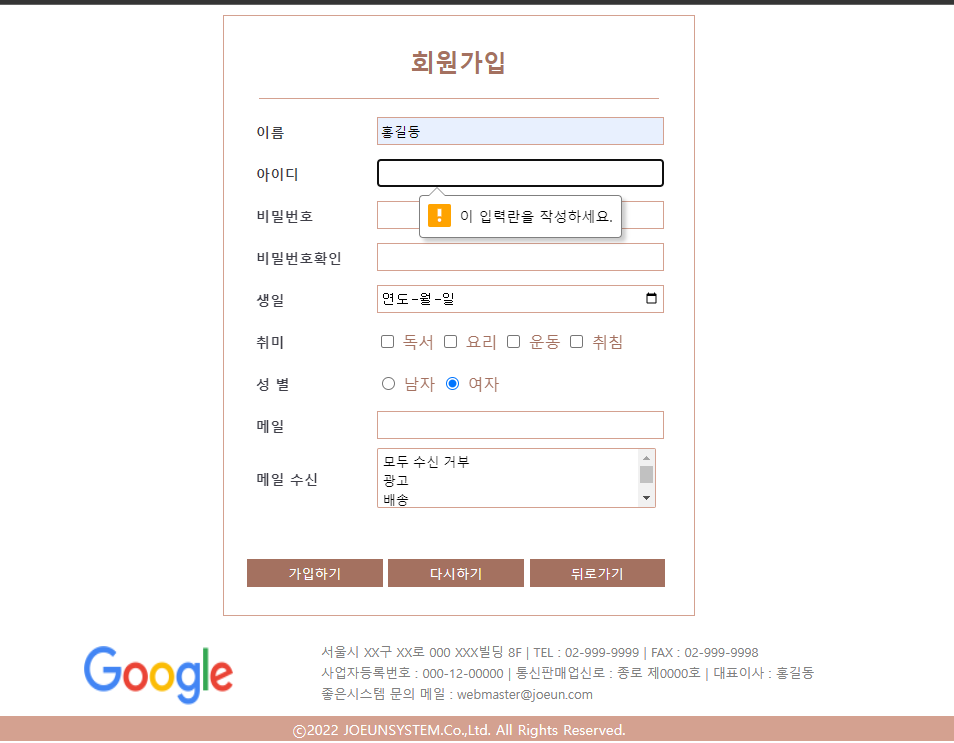 회원가입
이름 홍길동
아이디
이 입력란을 작성하세요.
비밀번호
비밀번호확인
생일 연도-월-일
취미 독서 요리 운동 취침
성 별 남자 여자
메일
메일 수신 모두 수신 거부
광고
배송
가입하기 다시하기 뒤로가기
Google
서울시 XX구 XX로 000 XXX빌딩 8F | TEL : 02-999-9999 | FAX : 02-999-9998
사업자등록번호 : 000-12-00000 | 통신판매업신로 : 종로 제0000호 | 대표이사 : 홍길동
좋은시스템 문의 메일 : webmaster@joeun.com
ⓒ2022 JOEUNSYSTEM.Co.,Ltd. All Rights Reserved.